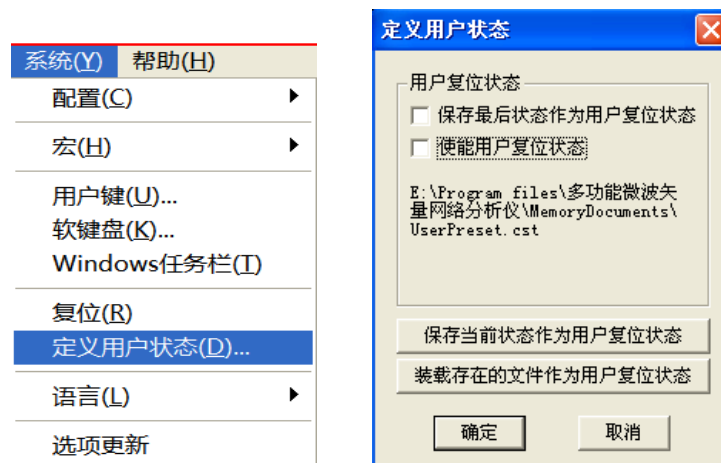 系统(Y) 帮助(H)
配置(C)
宏(H)
用户键(U)...
软键盘(K)...
Windows任务栏(T)
复位(R)
定义用户状态(D)...
语言(L)
选项更新
定义用户状态
用户复位状态
保存最后状态作为用户复位状态
使能用户复位状态
E:\Program files\多功能微波矢
量网络分析仪\MemoryDocuments\
UserPreset.cst
保存当前状态作为用户复位状态
装载存在的文件作为用户复位状态
确定 取消